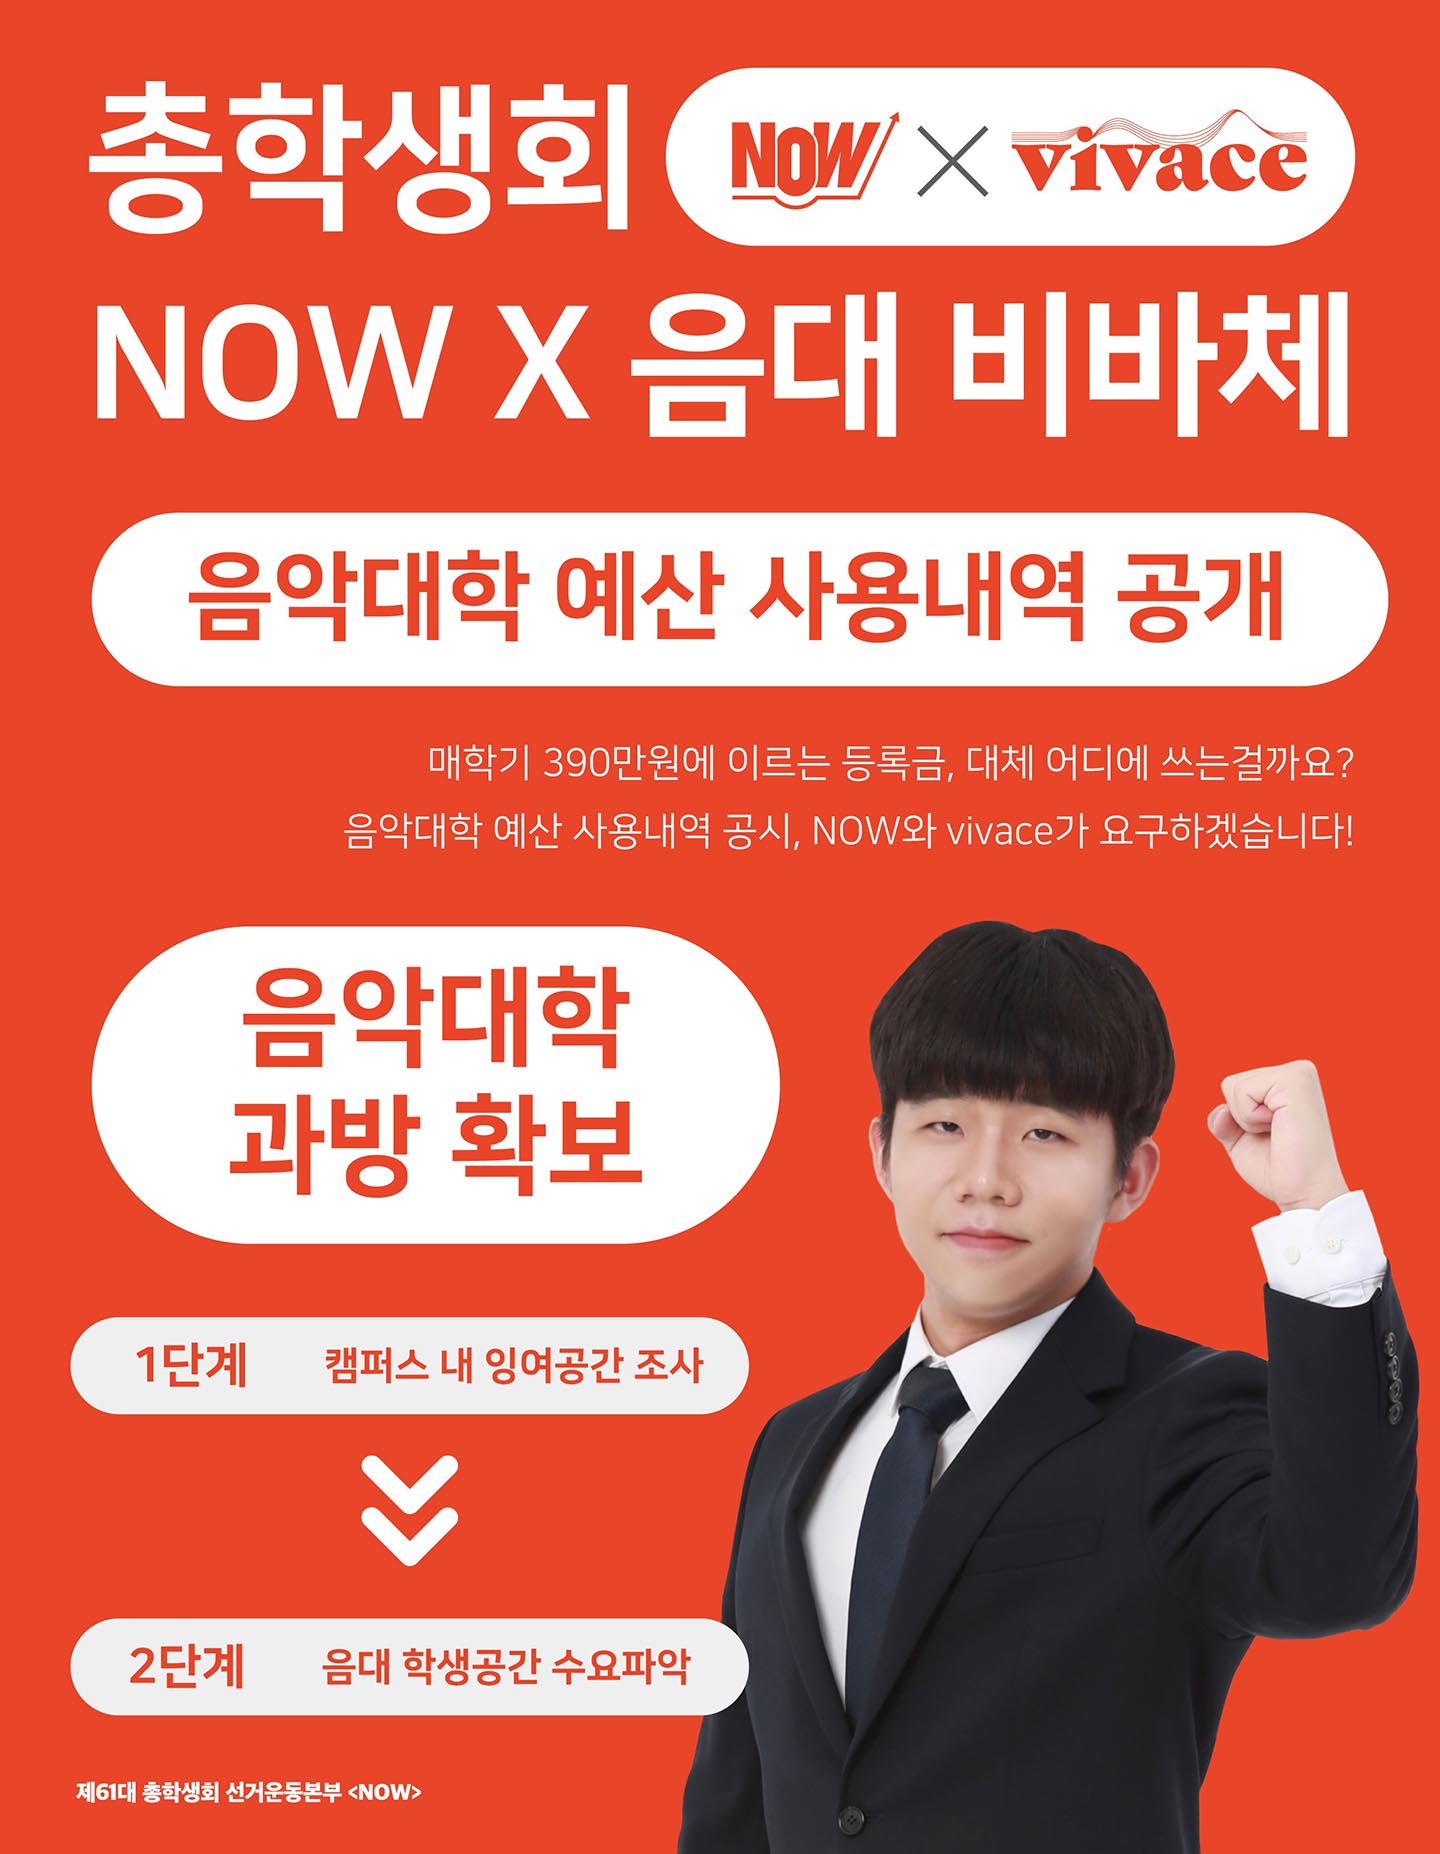 총학생회 NOW X vivace
NOW X 음대 비바체
음악대학 예산 사용내역 공개
매학기 390만원에 이르는 등록금, 대체 어디에 쓰는걸까요?
음악대학 예산 사용내역 공시, NOW와 vivace가 요구하겠습니다!
음악대학
과방 확보
1단계 캠퍼스 내 잉여공간 조사
2단계 음대 학생공간 수요파악
제61대 총학생회 선거운동본부 <NOW>